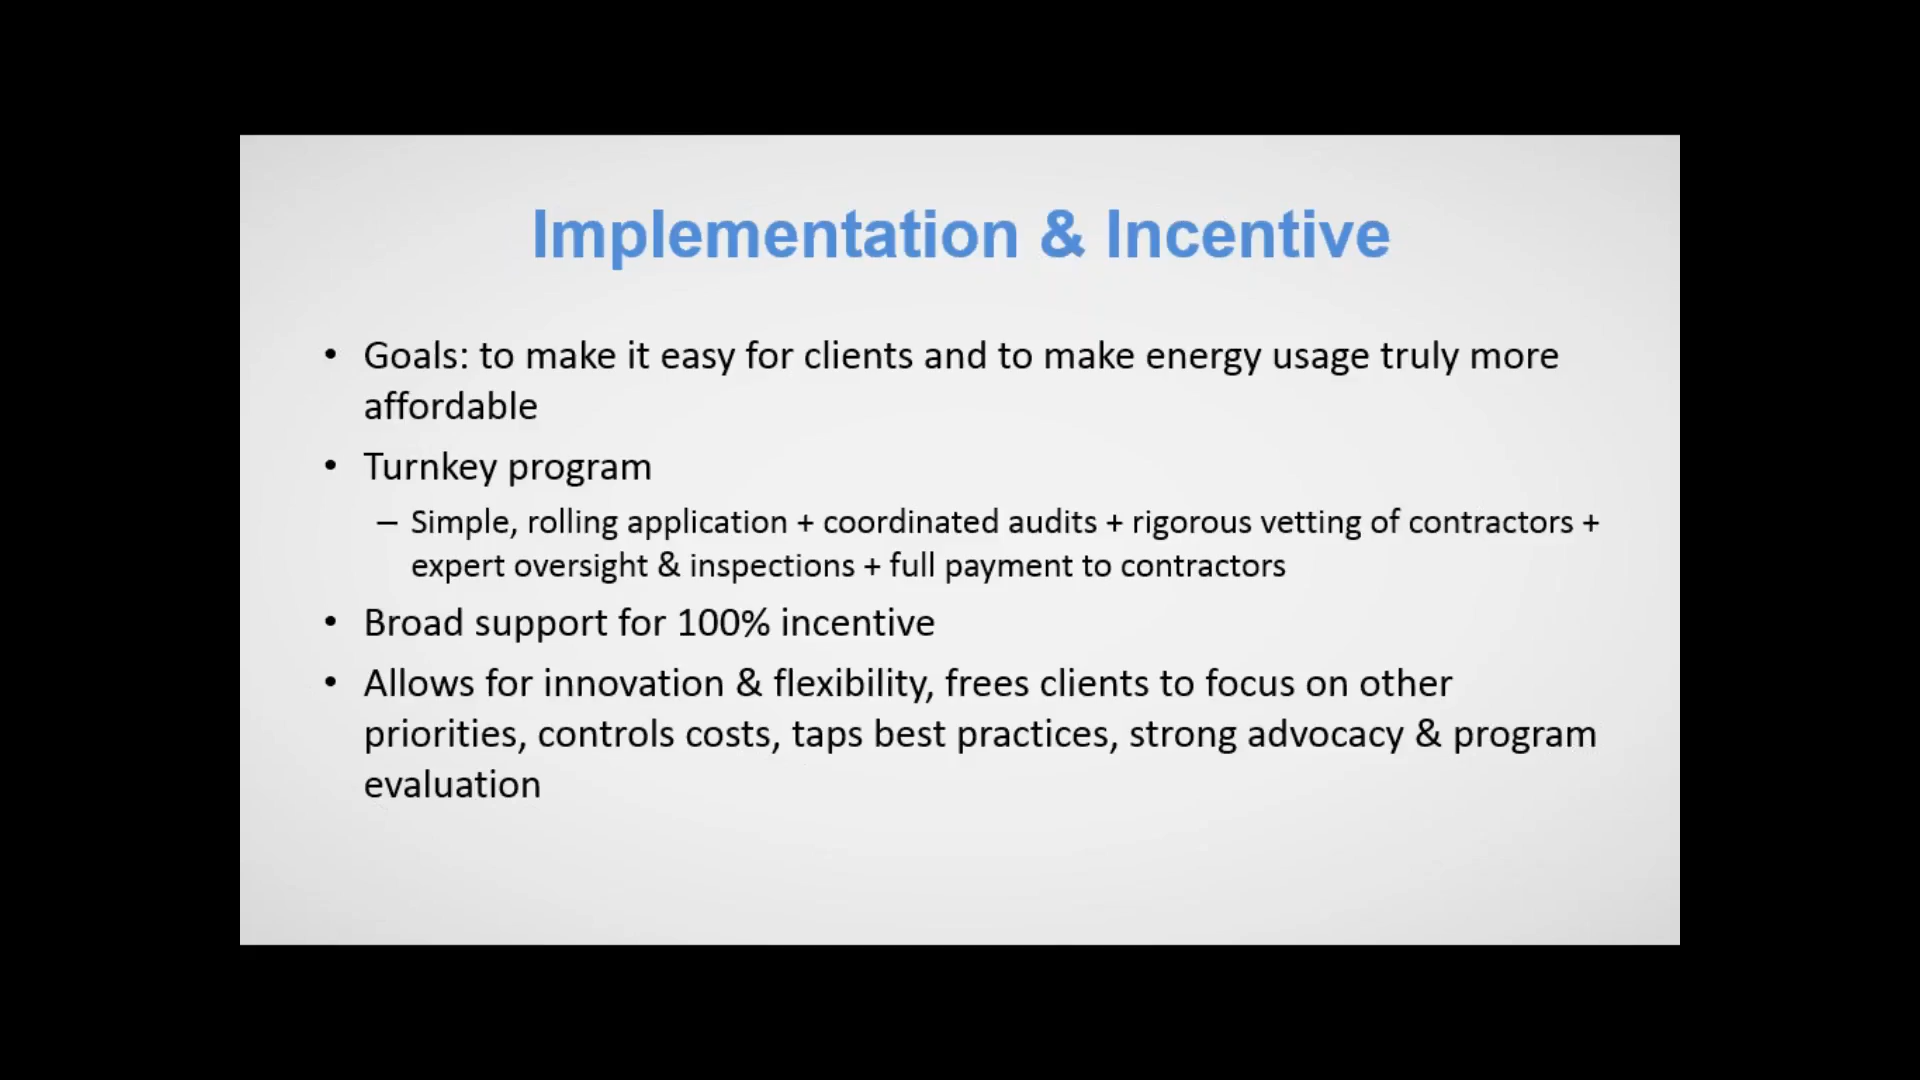 Implementation & Incentive
• Goals: to make it easy for clients and to make energy usage truly more
affordable
• Turnkey program
– Simple, rolling application + coordinated audits + rigorous vetting of contractors +
expert oversight & inspections + full payment to contractors
• Broad support for 100% incentive
• Allows for innovation & flexibility, frees clients to focus on other
priorities, controls costs, taps best practices, strong advocacy & program
evaluation